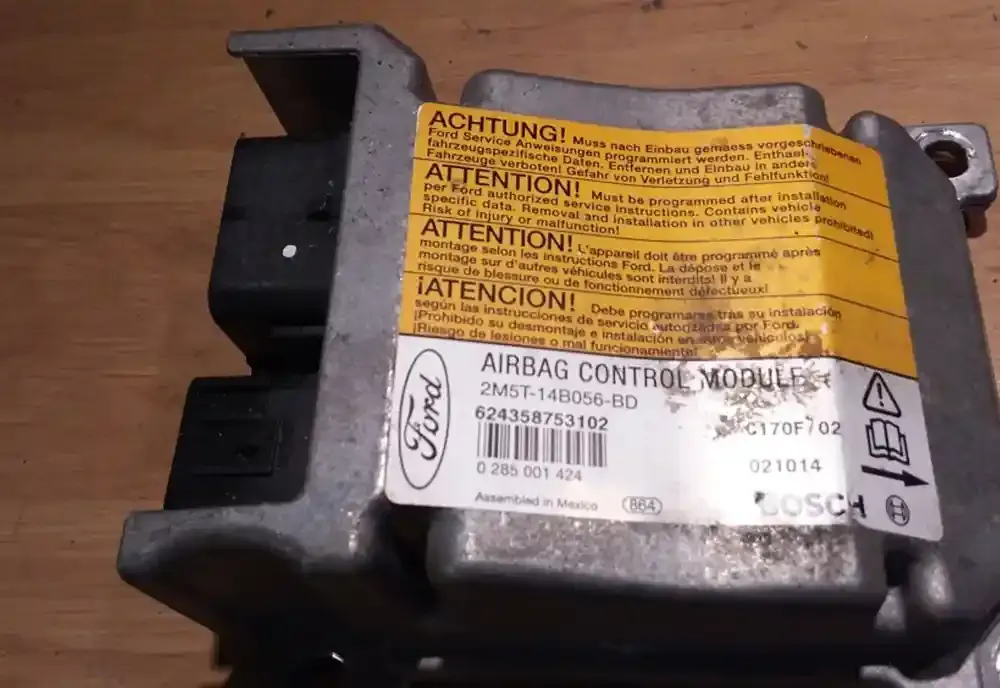 ACHTUNG! Muss nach Einbau gemaess vorgeschriebenen
Ford Service Anweisungen programmiert werden. Enthael
fahrzeugspezifische Daten. Entfernen und Einbau in andere
Fahrzeuge verboten! Gefahr von Verletzung und Fehlfunktion!
ATTENTION! Must be programmed after installation
per Ford authorized service instructions. Contains vehicle
specific data. Removal and installation in other vehicles prohibited!
Risk of injury or malfunction!
ATTENTION! L'appareil doit être programmé après
montage selon les instructions Ford. La dépose et le
montage sur d'autres véhicules sont interdits! Il y a
risque de blessure ou de fonctionnement défectueux!
¡ATENCION! Debe programarse tras su instalación
según las instrucciones de servicio autorizadas por Ford.
¡Prohibido su desmontaje e instalación en otros vehículos!
¡Riesgo de lesiones o mal funcionamiento!
Ford
AIRBAG CONTROL MODULE
2M5T-14B056-BD
624358753102
C170F/02
0 285 001 424
021014
Assembled in Mexico
864
BOSCH